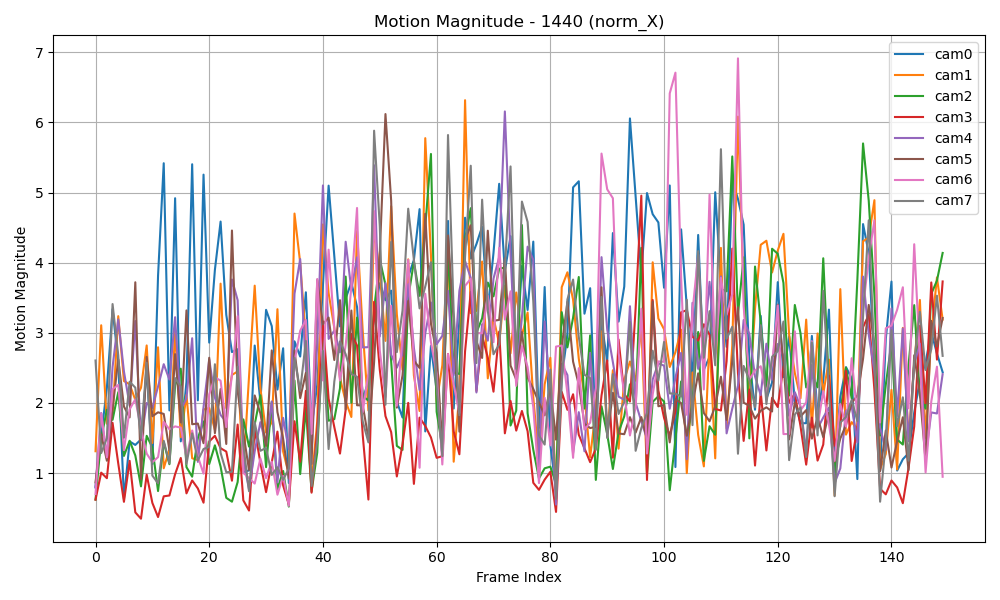 Motion Magnitude - 1440 (norm_X)
Motion Magnitude
7
6
5
4
3
2
1
0
20
40
60
80
100
120
140
Frame Index
cam0
cam1
cam2
cam3
cam4
cam5
cam6
cam7